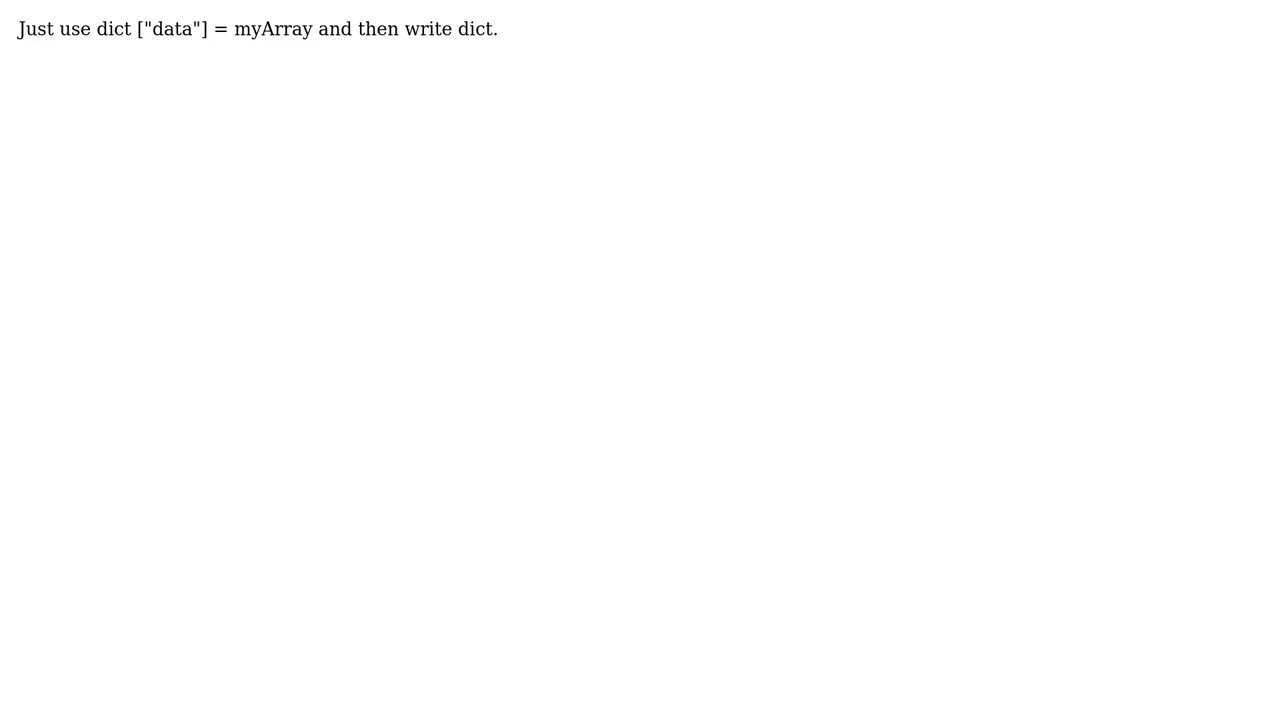 Just use dict ["data"] = myArray and then write dict.